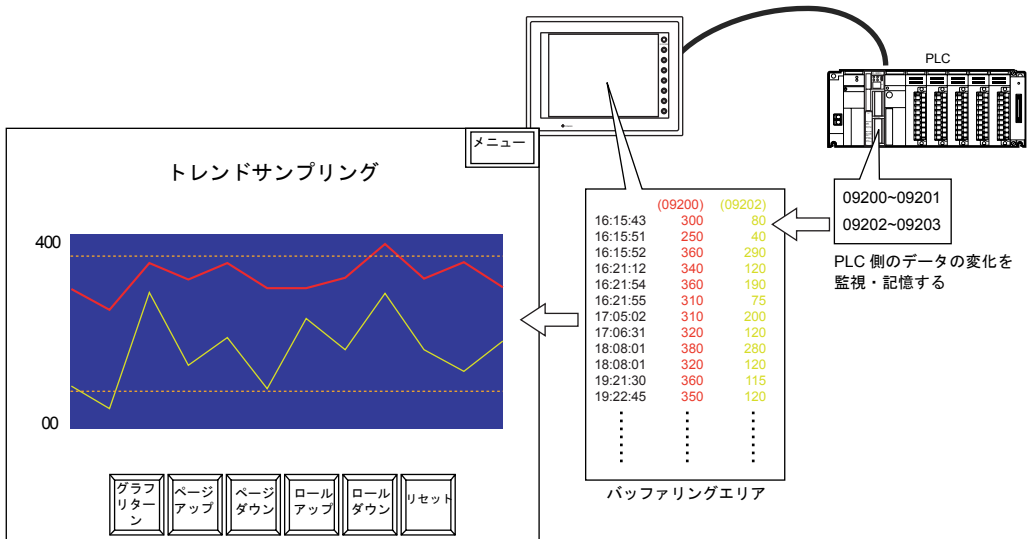 PLC
メニュー
トレンドサンプリング
400
00
グラフ
リター
ン
ページ
アップ
ページ
ダウン
ロール
アップ
ロール
ダウン
リセット
(09200) (09202)
16:15:43 300 80
16:15:51 250 40
16:15:52 360 290
16:21:12 340 120
16:21:54 360 190
16:21:55 310 75
17:05:02 310 200
17:06:31 320 120
18:08:01 380 280
18:08:01 320 120
19:21:30 360 115
19:22:45 350 120
バッファリングエリア
09200~09201
09202~09203
PLC 側のデータの変化を
監視・記憶する